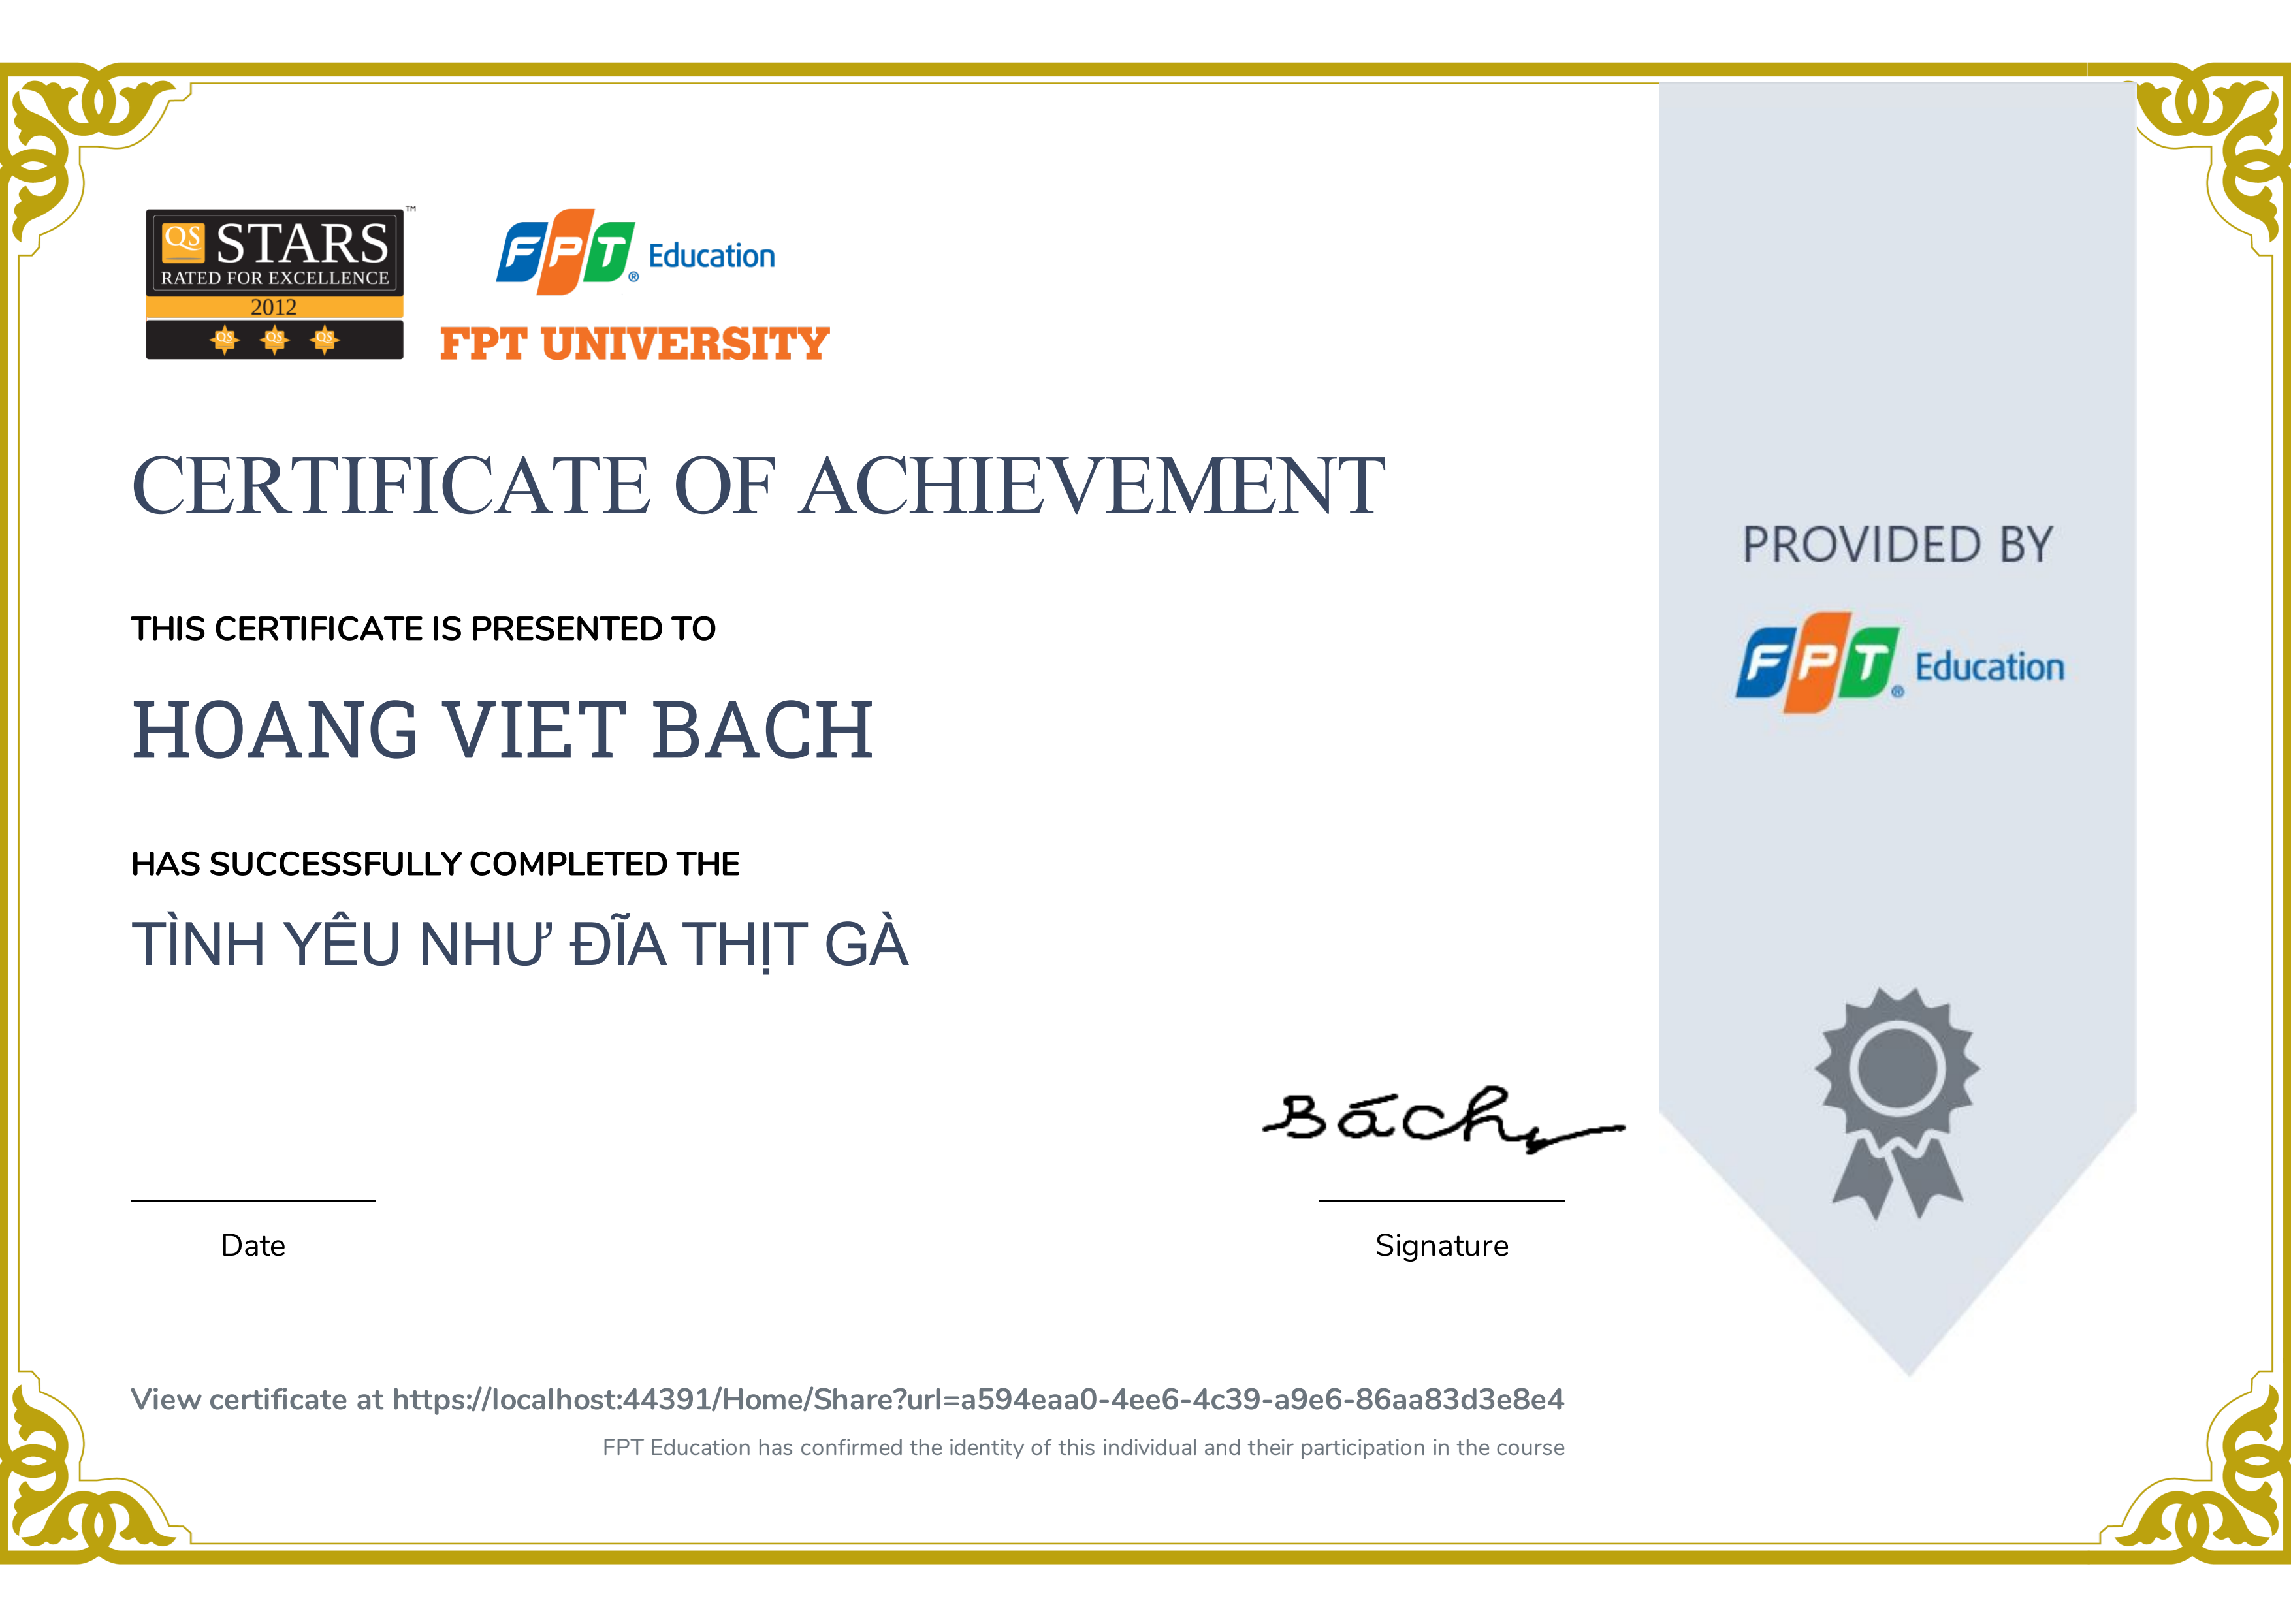 QS STARS™
RATED FOR EXCELLENCE
2012
QS QS QS
FPT® Education
FPT UNIVERSITY
CERTIFICATE OF ACHIEVEMENT
THIS CERTIFICATE IS PRESENTED TO
HOANG VIET BACH
HAS SUCCESSFULLY COMPLETED THE
TÌNH YÊU NHƯ ĐĨA THỊT GÀ
Bách
Date
Signature
View certificate at https://localhost:44391/Home/Share?url=a594eaa0-4ee6-4c39-a9e6-86aa83d3e8e4
FPT Education has confirmed the identity of this individual and their participation in the course
PROVIDED BY
FPT® Education